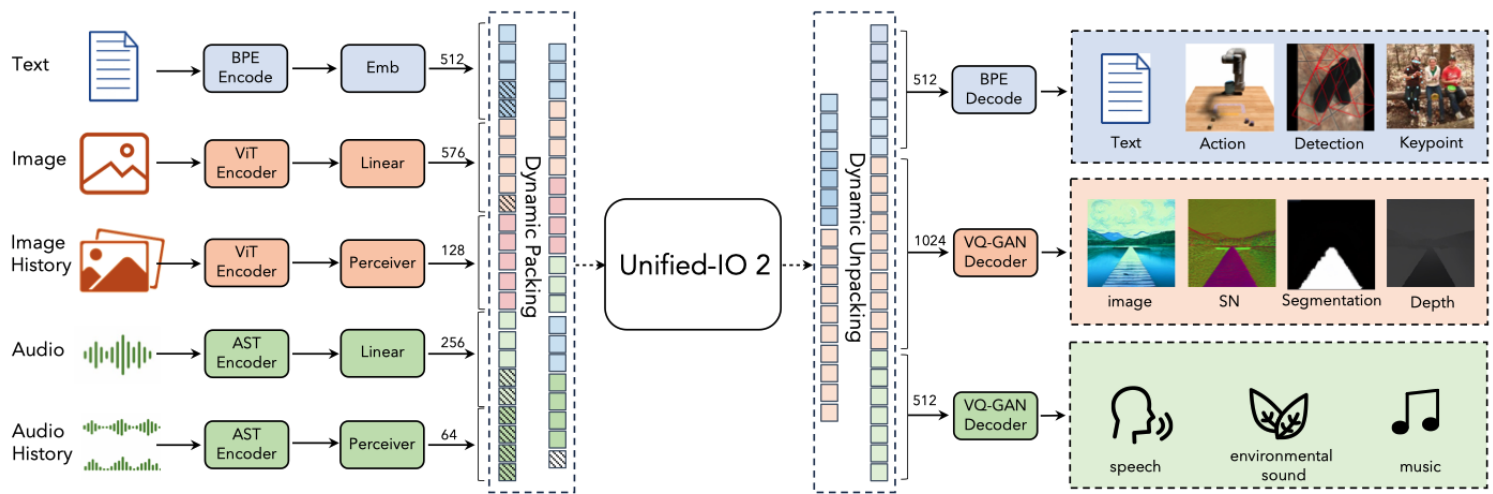 Text
BPE
Encode
Emb
512
Image
ViT
Encoder
Linear
576
Image
History
ViT
Encoder
Perceiver
128
Audio
AST
Encoder
Linear
256
Audio
History
AST
Encoder
Perceiver
64
Dynamic Packing
Unified-IO 2
Dynamic Unpacking
512
BPE
Decode
Text
Action
Detection
Keypoint
1024
VQ-GAN
Decoder
image
SN
Segmentation
Depth
512
VQ-GAN
Decoder
speech
environmental
sound
music